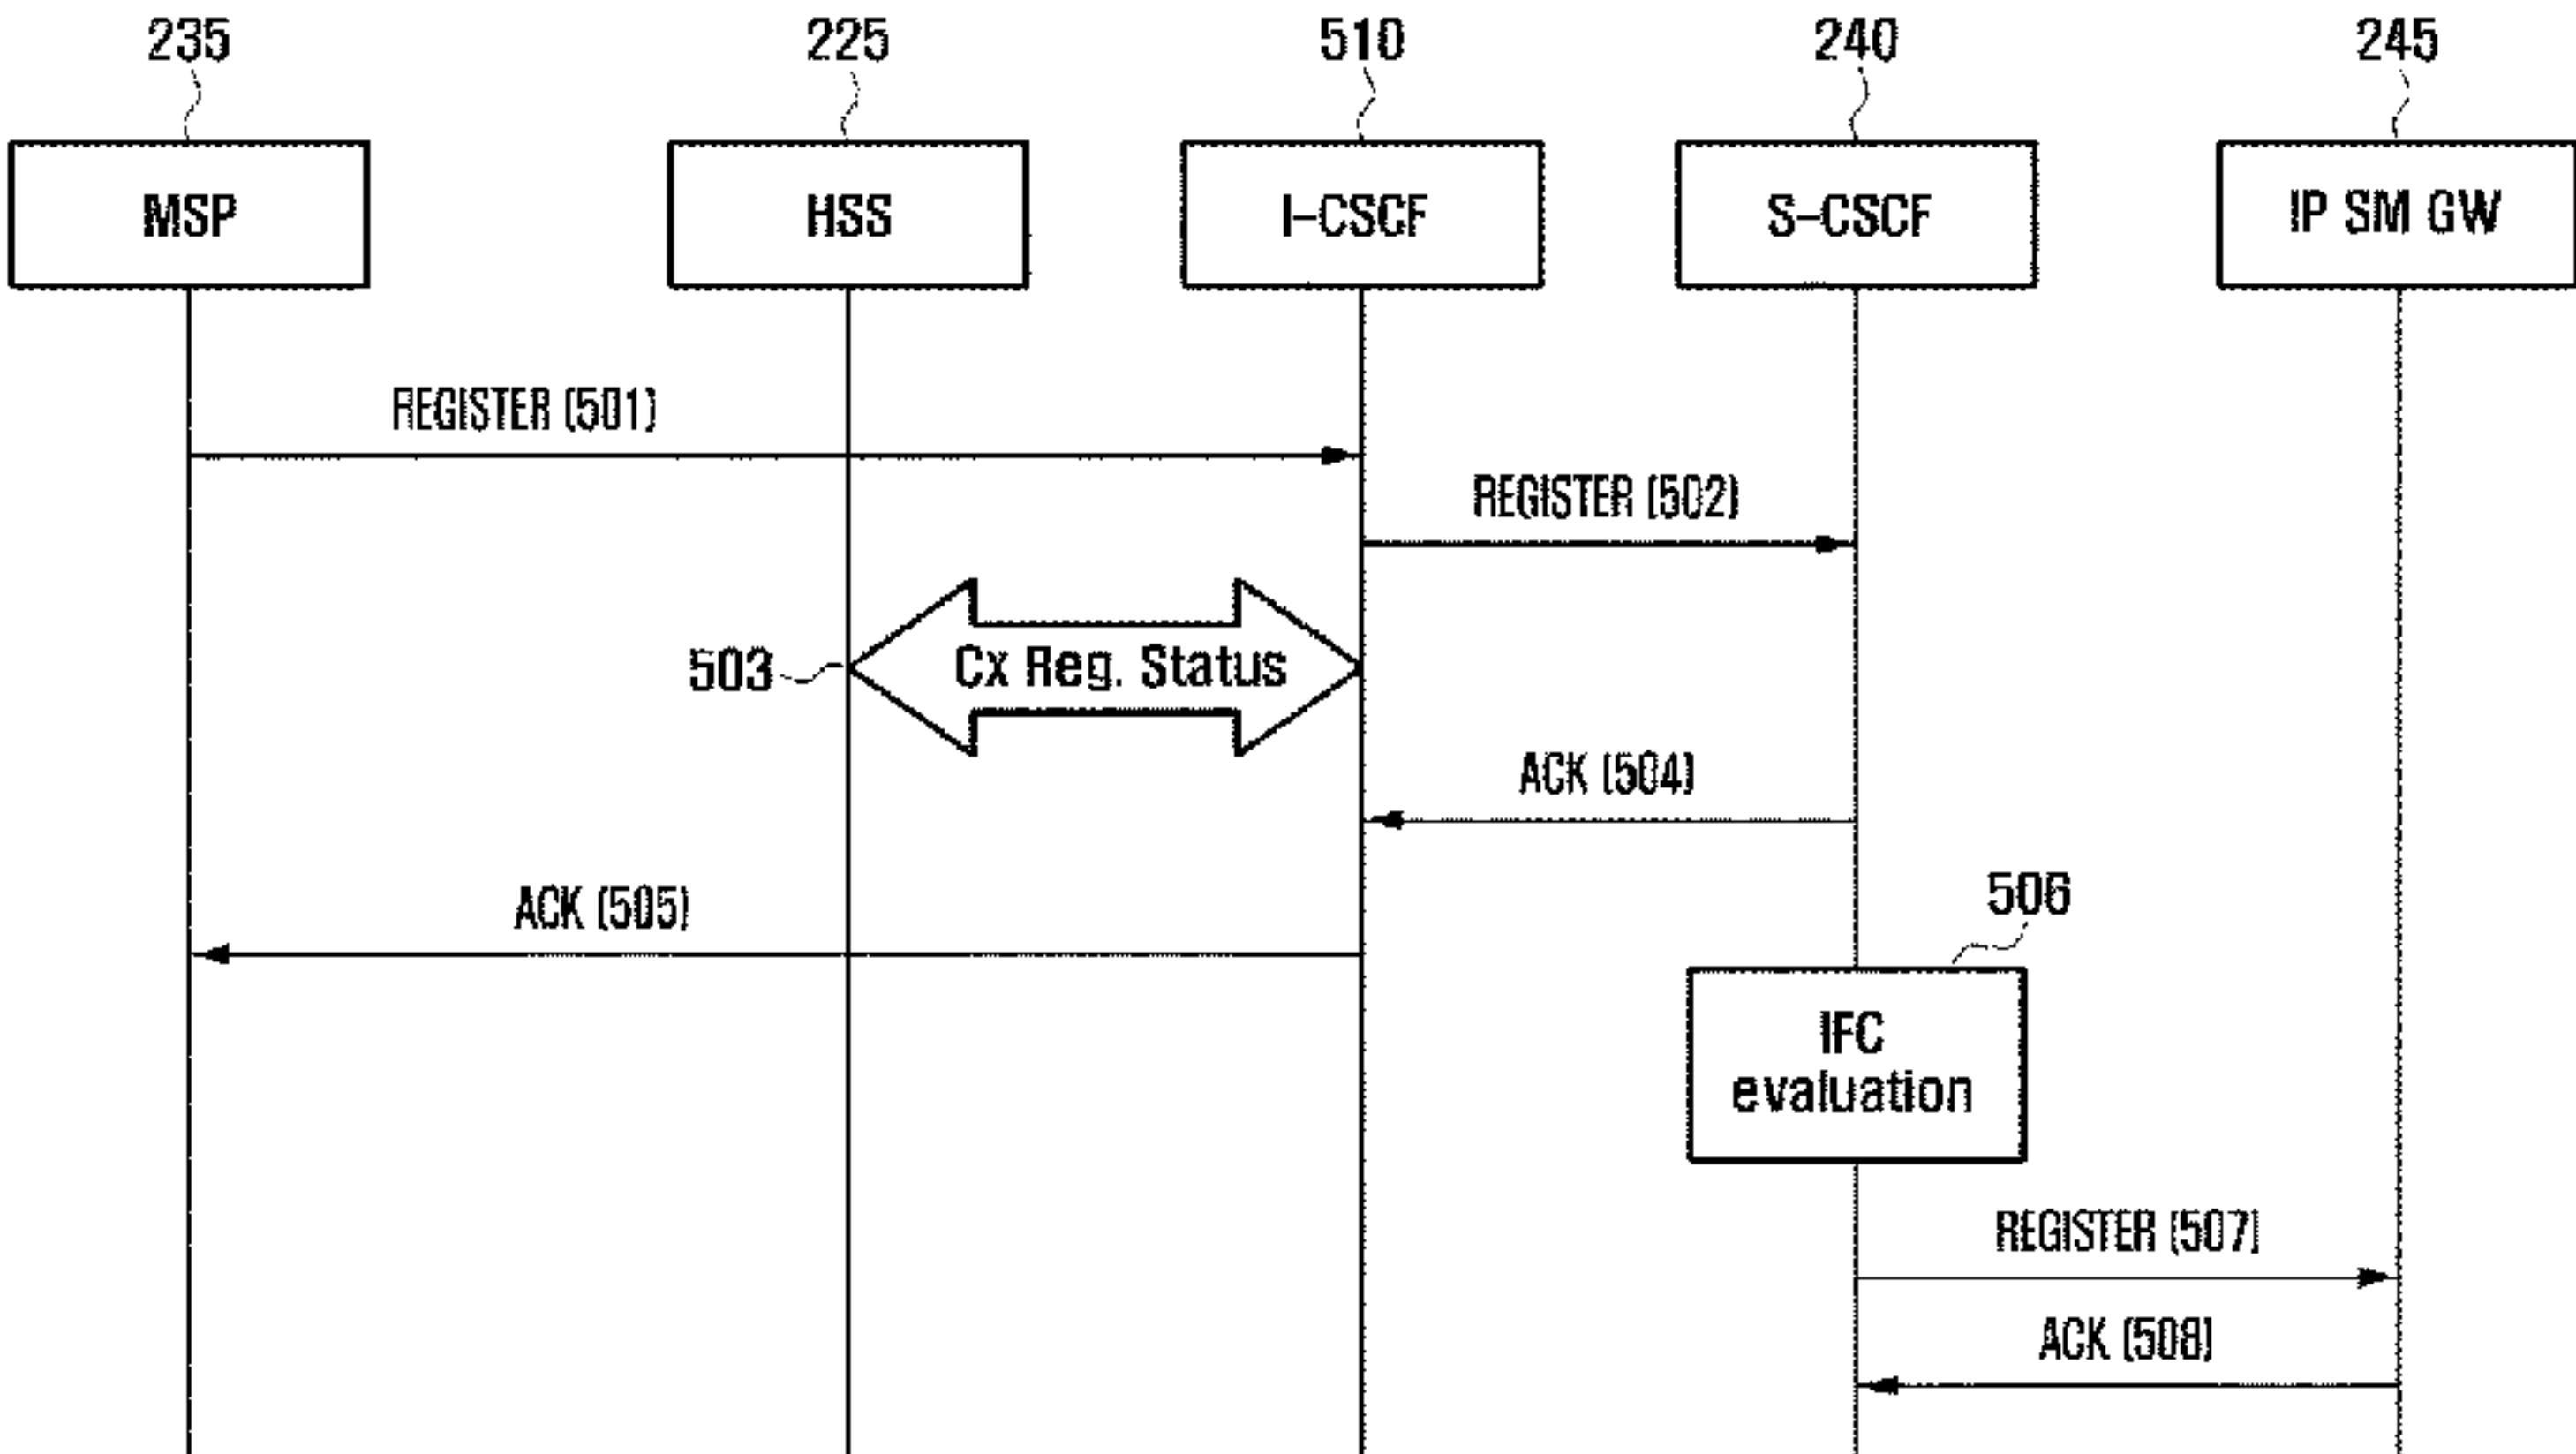 235
225
510
240
245
MSP
HSS
I-CSCF
S-CSCF
IP SM GW
REGISTER (501)
REGISTER (502)
503
Cx Reg. Status
ACK (504)
ACK (505)
506
IFC
evaluation
REGISTER (507)
ACK (508)